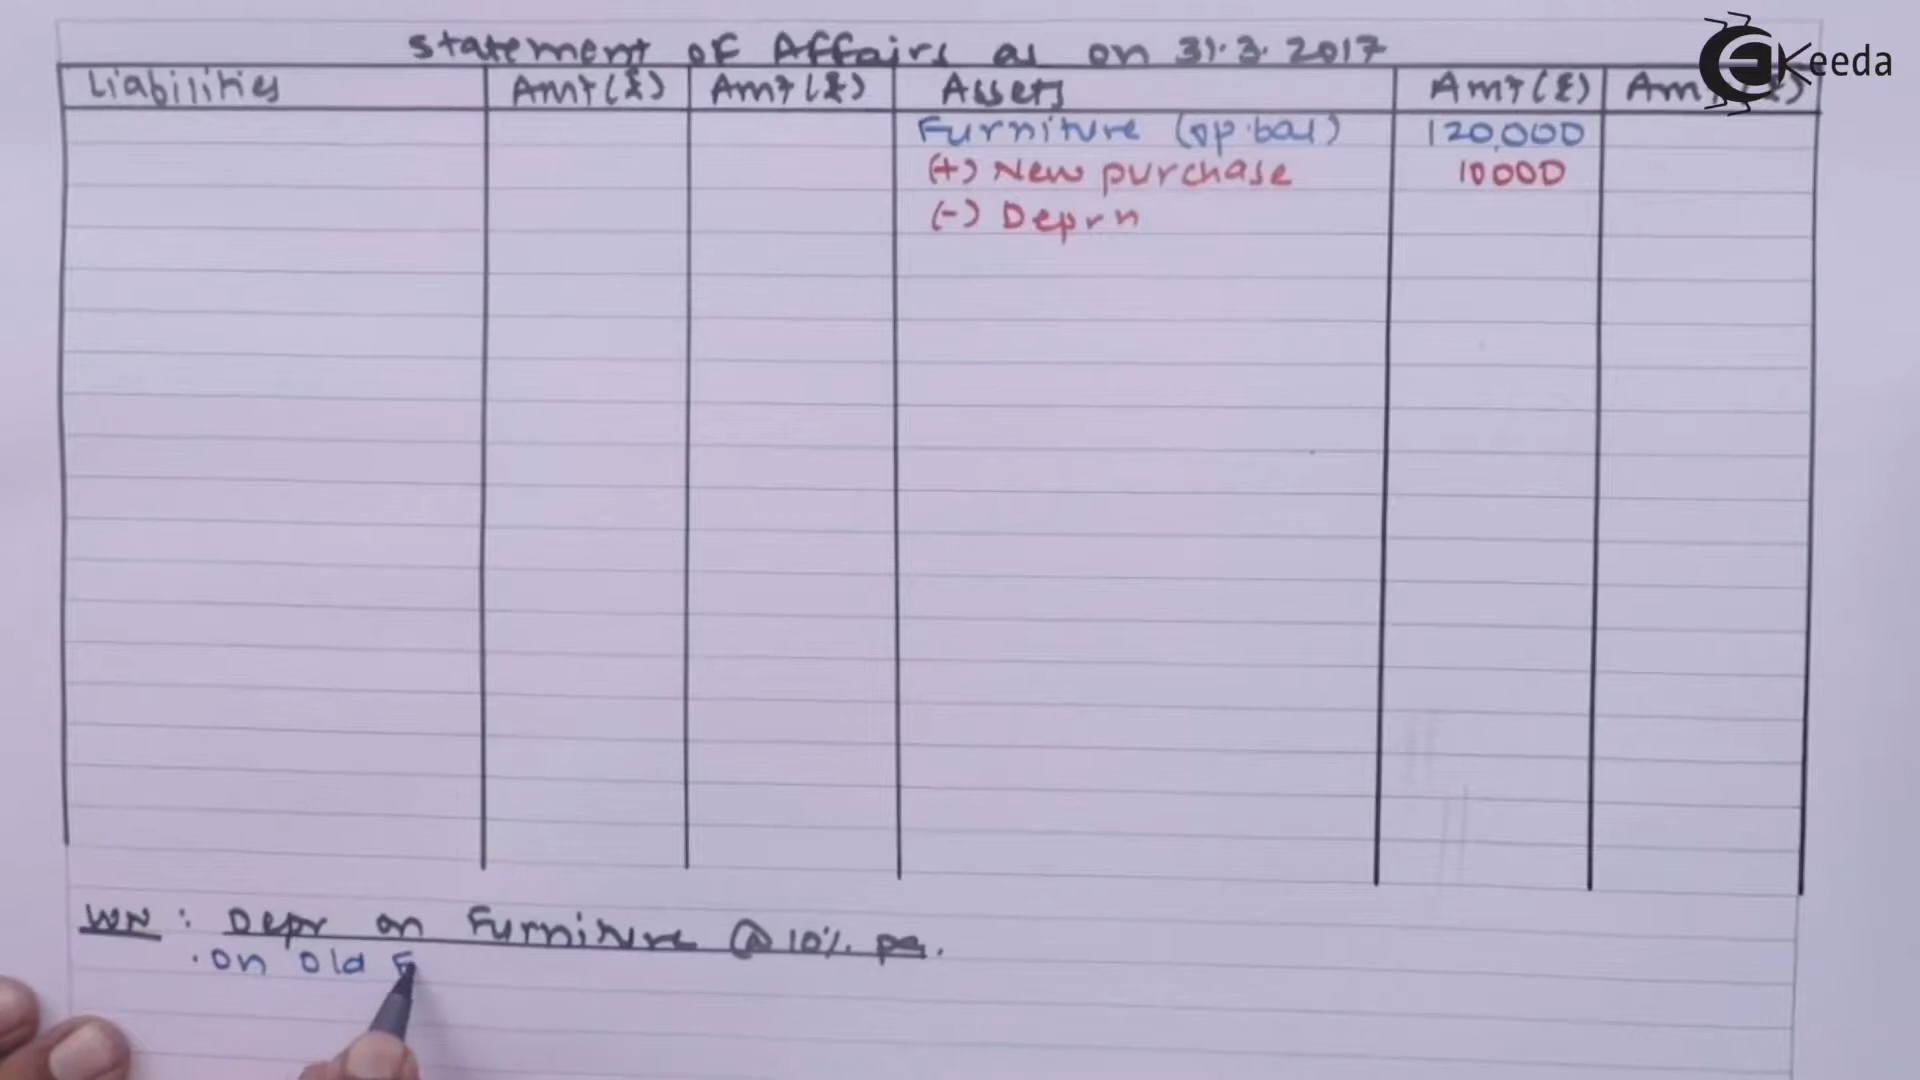 Statement of Affairs as on 31.3.2017
Liabilities Amt(₹) Amt(₹) Assets Amt(₹) Amt(₹)
Furniture (op.bal) 120,000
(+) New purchase 10000
(-) Deprn
WN: Depr on Furniture @ 10% pa.
. on old F
Keeda